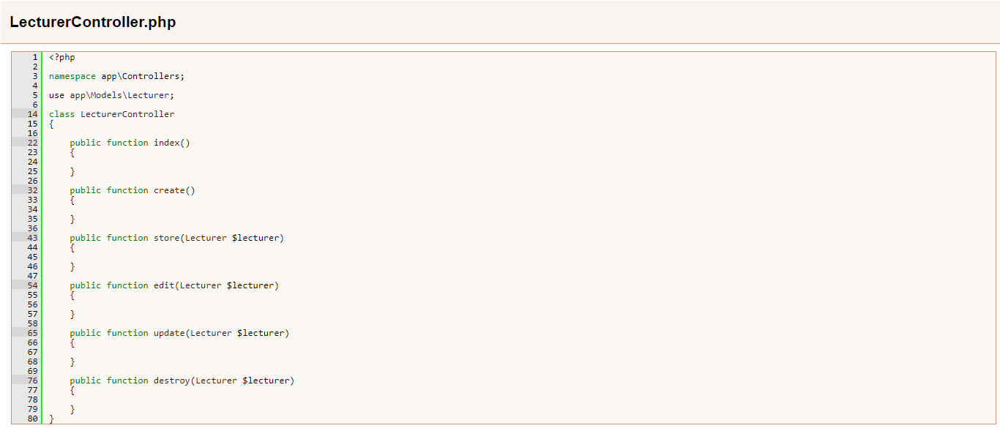 LecturerController.php
1 <?php
2
3 namespace app\Controllers;
4
5 use app\Models\Lecturer;
6
14 class LecturerController
15 {
16
22     public function index()
23     {
24
25     }
26
32     public function create()
33     {
34
35     }
36
43     public function store(Lecturer $lecturer)
44     {
45
46     }
47
54     public function edit(Lecturer $lecturer)
55     {
56
57     }
58
65     public function update(Lecturer $lecturer)
66     {
67
68     }
69
76     public function destroy(Lecturer $lecturer)
77     {
78
79     }
80 }